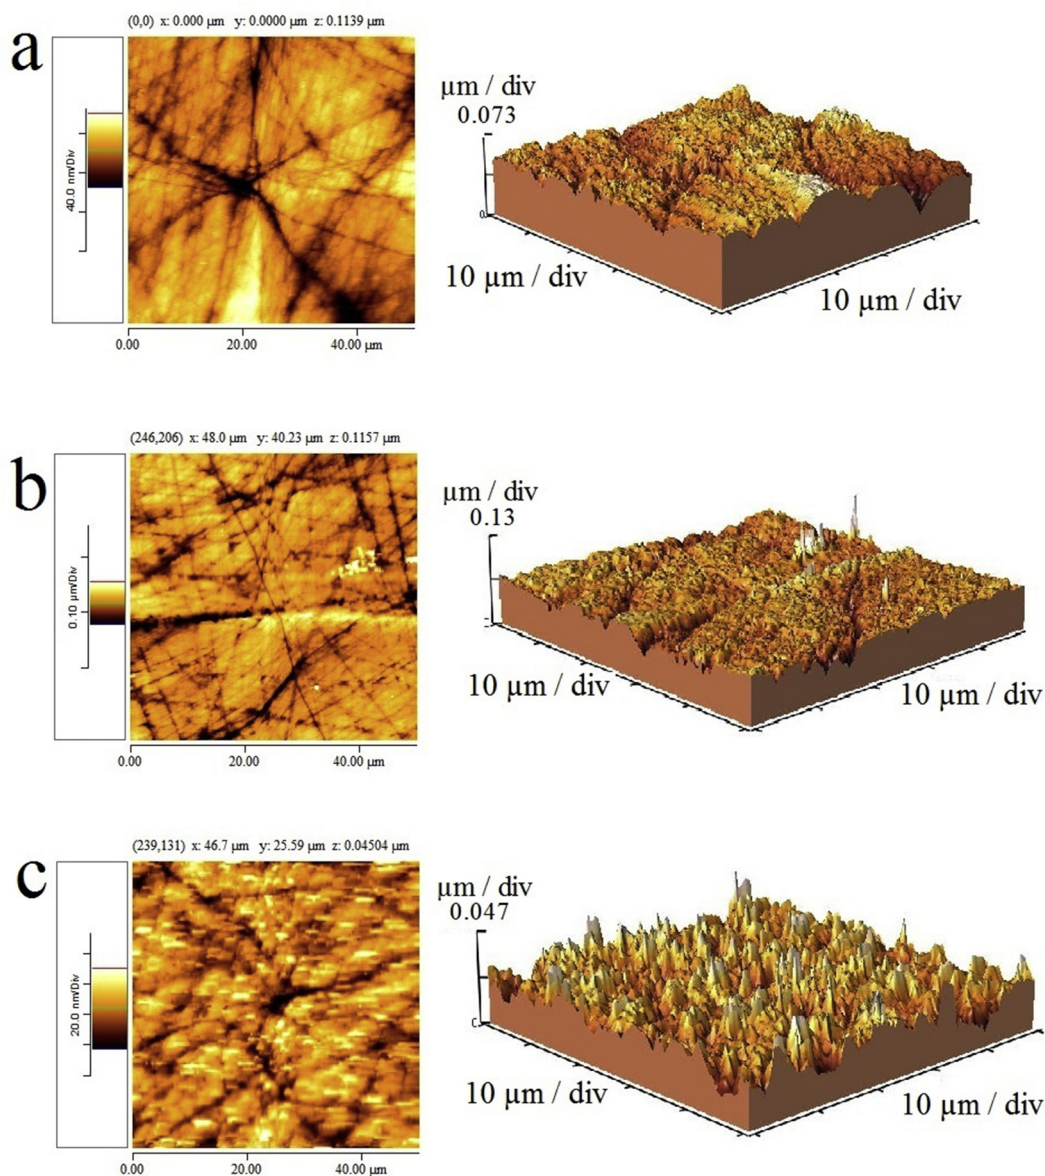 a
(0,0) x: 0.000 µm y: 0.0000 µm z: 0.1139
40.0 nm/Div
0.00 20.00 40.00 µm
µm / div
0.073
0
10 µm / div
10 µm / div
b
(246,206) x: 48.0 µm y: 40.23 µm z: 0.1157 µm
0.10 µm/Div
0.00 20.00 40.00 µm
µm / div
0.13
10 µm / div
10 µm / div
c
(239,131) x: 46.7 µm y: 25.59 µm z: 0.04504 µm
20.0 nm/Div
0.00 20.00 40.00 µm
µm / div
0.047
10 µm / div
10 µm / div